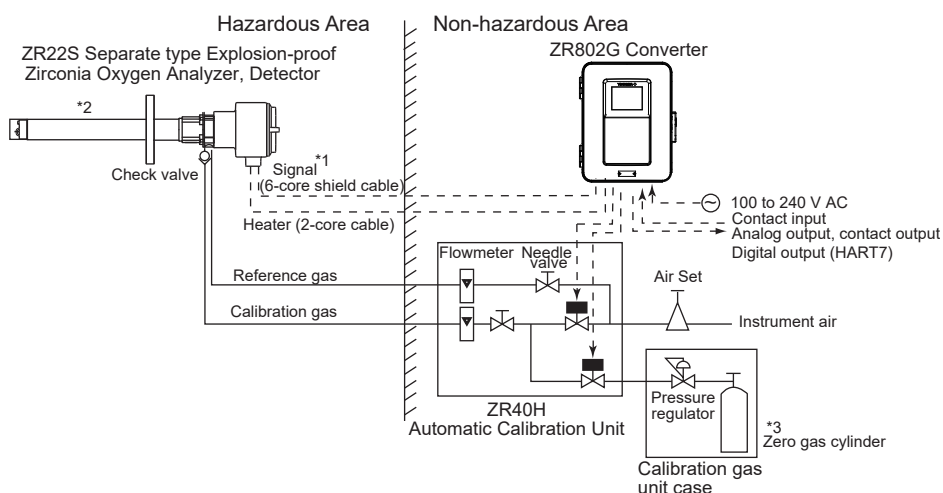 Hazardous Area
Non-hazardous Area
ZR22S Separate type Explosion-proof
Zirconia Oxygen Analyzer, Detector
ZR802G Converter
*2
Check valve
Signal*1
(6-core shield cable)
Heater (2-core cable)
100 to 240 V AC
Contact input
Analog output, contact output
Digital output (HART7)
Flowmeter
Needle
valve
Reference gas
Air Set
Calibration gas
Instrument air
Pressure
regulator
ZR40H
Automatic Calibration Unit
*3
Zero gas cylinder
Calibration gas
unit case